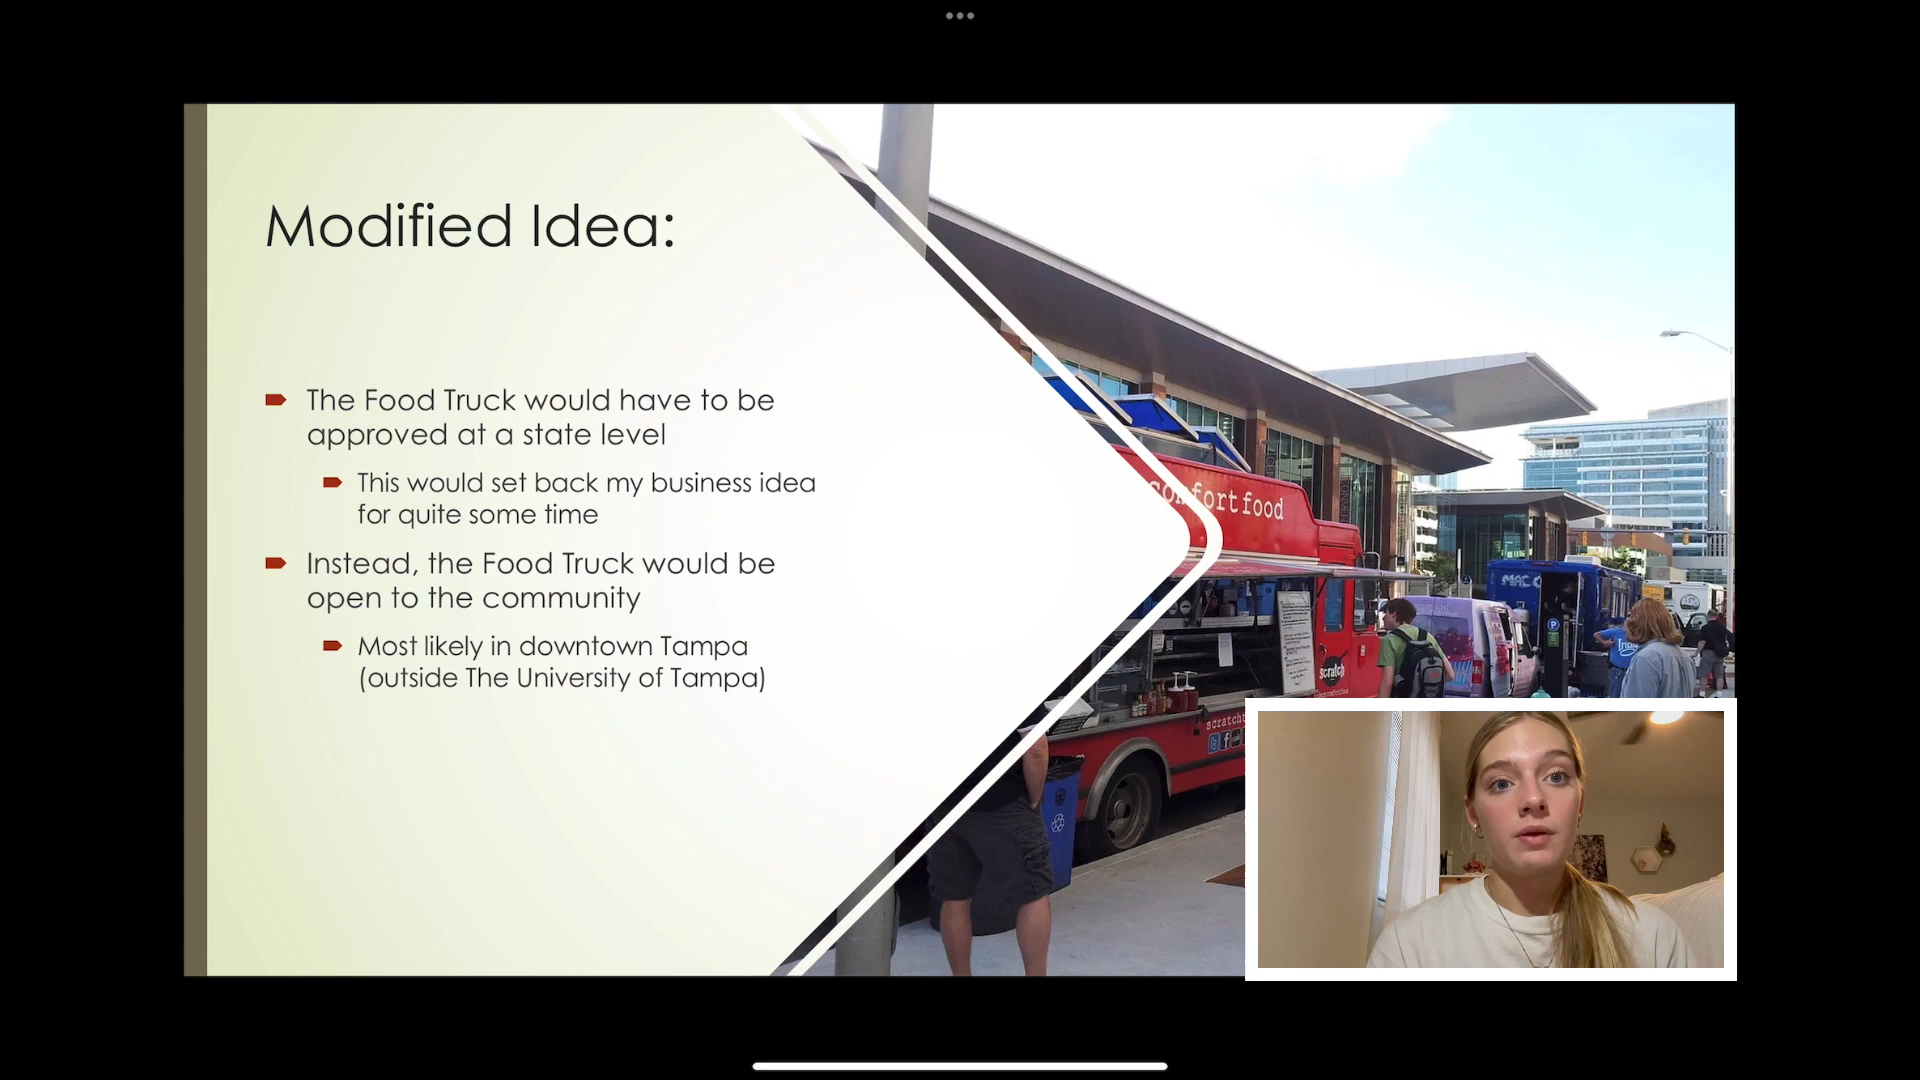 Modified Idea:
The Food Truck would have to be
approved at a state level
This would set back my business idea
for quite some time
Instead, the Food Truck would be
open to the community
Most likely in downtown Tampa
(outside The University of Tampa)
comfort food
MAC
P
scratch